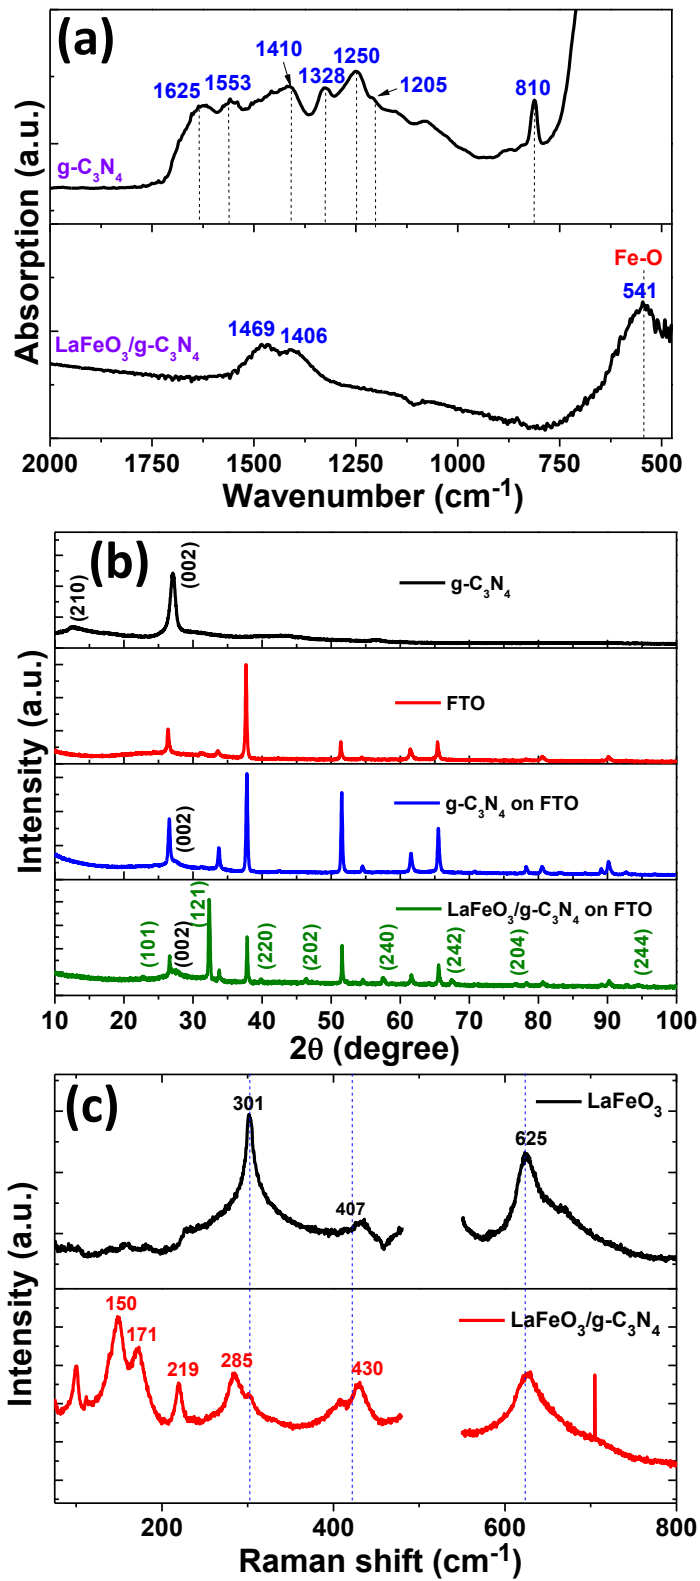 (a)
1625
1553
1410
1328
1250
1205
810
g-C₃N₄
Fe-O
541
1469
1406
LaFeO₃/g-C₃N₄
Absorption (a.u.)
2000 1750 1500 1250 1000 750 500
Wavenumber (cm⁻¹)
(b)
(210)
(002)
g-C₃N₄
FTO
(002)
g-C₃N₄ on FTO
(101)
(002)
(121)
(220)
(202)
(240)
(242)
(204)
(244)
LaFeO₃/g-C₃N₄ on FTO
Intensity (a.u.)
10 20 30 40 50 60 70 80 90 100
2θ (degree)
(c)
301
407
625
LaFeO₃
150
171
219
285
430
LaFeO₃/g-C₃N₄
Intensity (a.u.)
200 400 600 800
Raman shift (cm⁻¹)